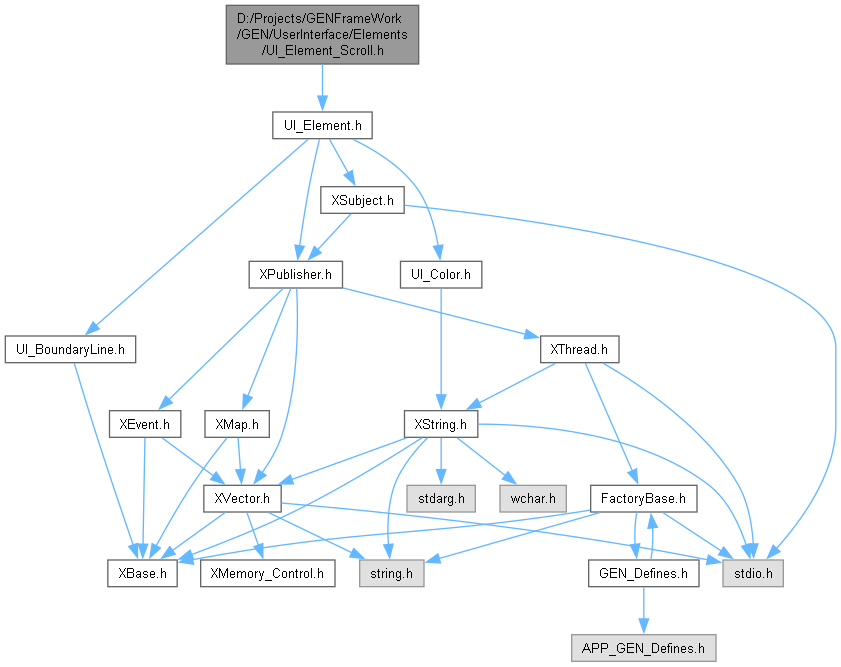 D:/Projects/GENFrameWork
/GEN/UserInterface/Elements
/UI_Element_Scroll.h
UI_Element.h
XSubject.h
XPublisher.h
UI_Color.h
UI_BoundaryLine.h
XThread.h
XEvent.h
XMap.h
XString.h
XVector.h
stdarg.h
wchar.h
FactoryBase.h
XBase.h
XMemory_Control.h
string.h
GEN_Defines.h
stdio.h
APP_GEN_Defines.h